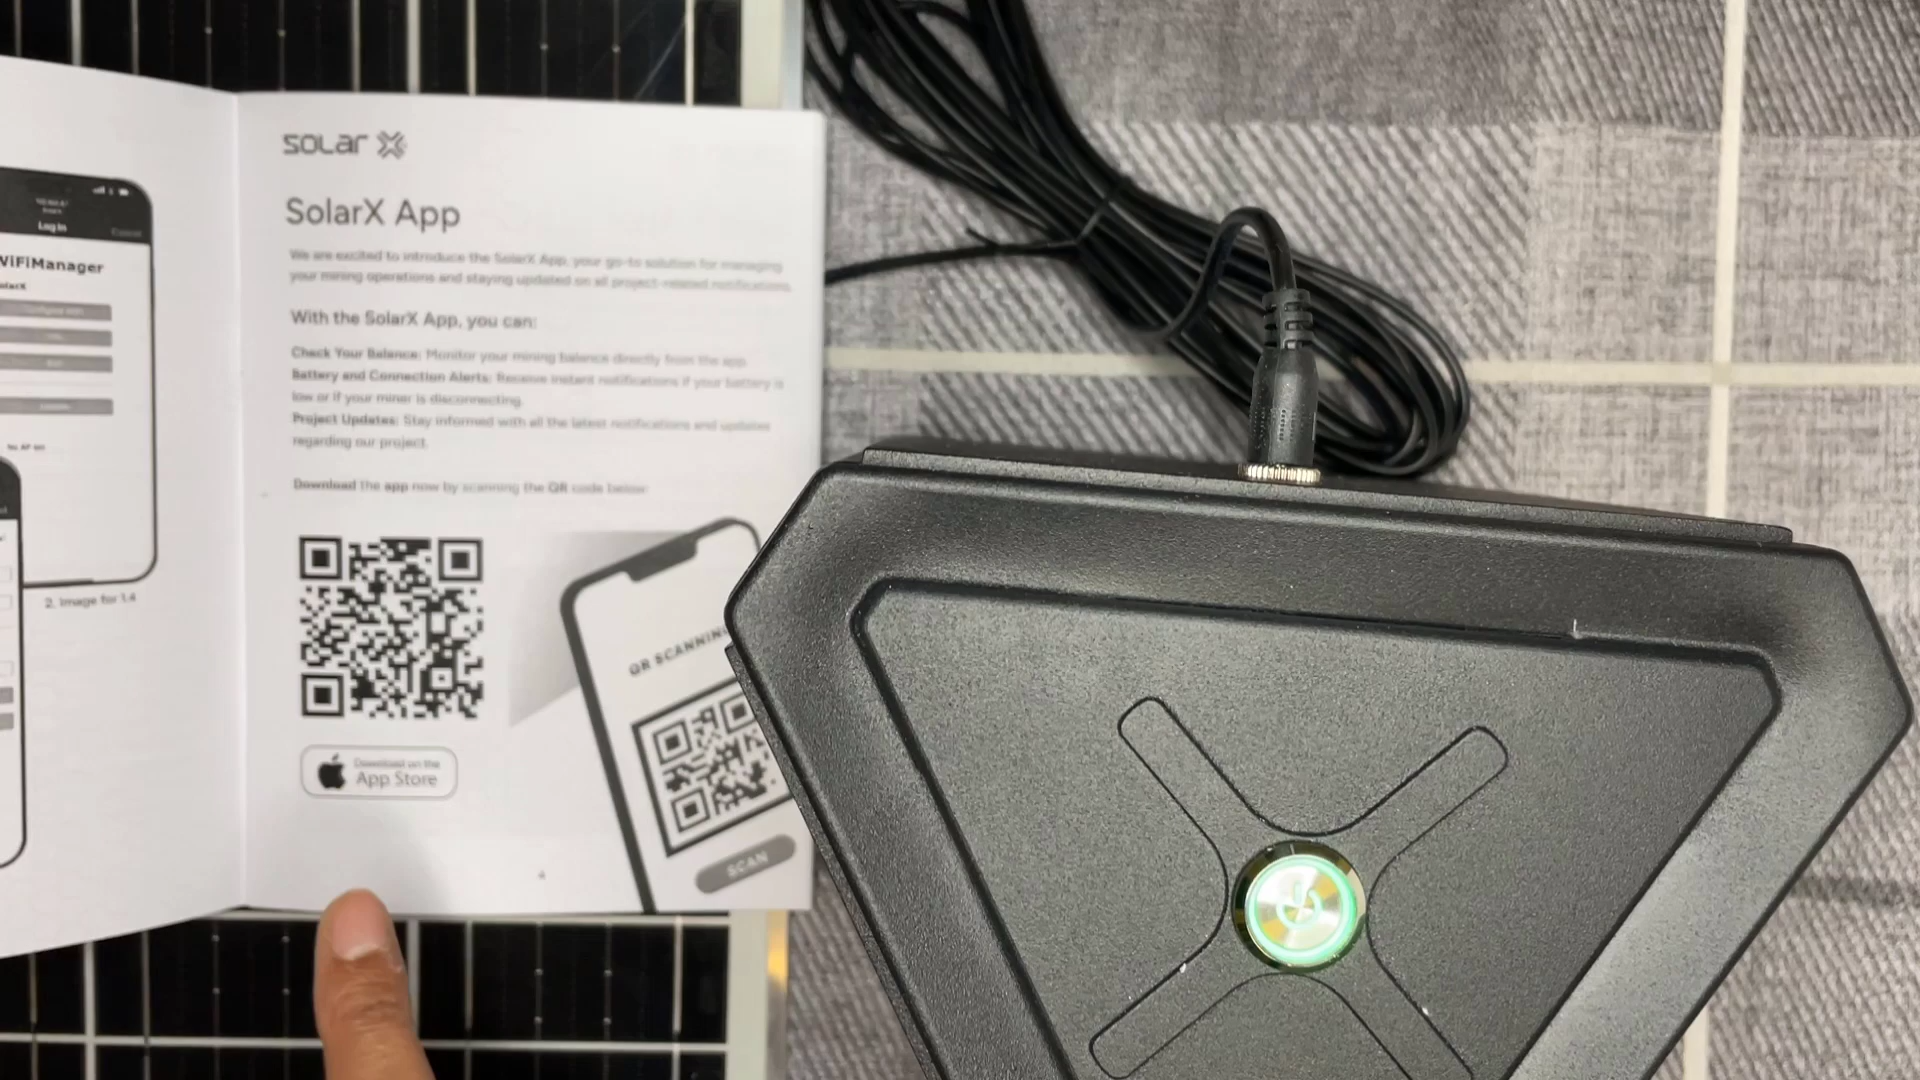 Log In
WiFiManager
SolarX
2. Image for 1.4
SOLAR X
SolarX App
We are excited to introduce the SolarX App, your go-to solution for managing
your mining operations and staying updated on all project-related notifications.
With the SolarX App, you can:
Check Your Balance: Monitor your mining balance directly from the app.
Battery and Connection Alerts: Receive instant notifications if your battery is
low or if your miner is disconnecting.
Project Updates: Stay informed with all the latest notifications and updates
regarding our project.
Download the app now by scanning the QR code below:
Download on the
App Store
QR SCANNING
SCAN
4